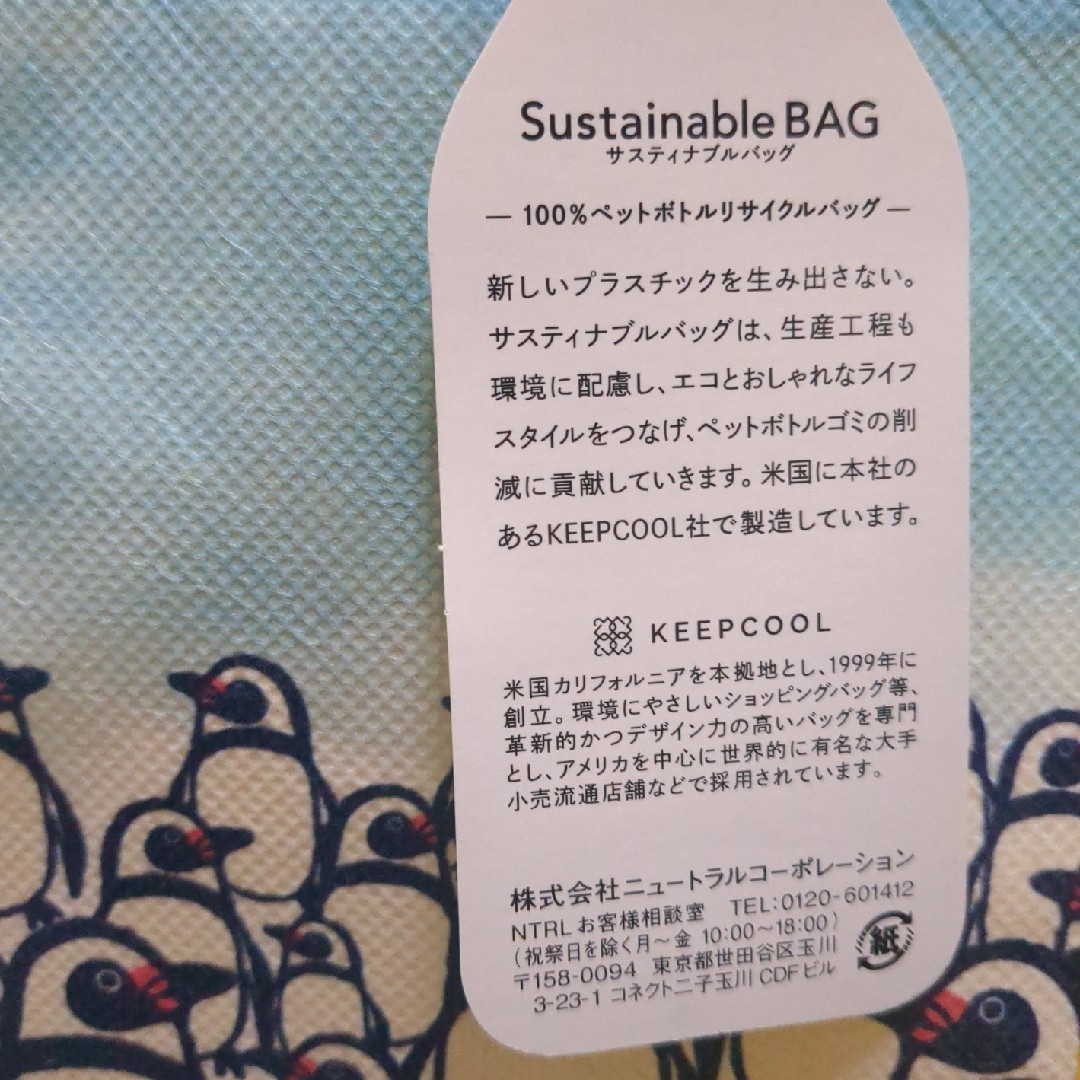 Sustainable BAG
サスティナブルバッグ
— 100%ペットボトルリサイクルバッグ —
新しいプラスチックを生み出さない。
サスティナブルバッグは、生産工程も
環境に配慮し、エコとおしゃれなライフ
スタイルをつなげ、ペットボトルゴミの削
減に貢献していきます。米国に本社の
あるKEEPCOOL社で製造しています。
KEEPCOOL
米国カリフォルニアを本拠地とし、1999年に
創立。環境にやさしいショッピングバッグ等、
革新的かつデザイン力の高いバッグを専門
とし、アメリカを中心に世界的に有名な大手
小売流通店舗などで採用されています。
株式会社ニュートラルコーポレーション
NTRL お客様相談室 TEL:0120-601412
(祝祭日を除く月〜金 10:00〜18:00)
〒158-0094 東京都世田谷区玉川
3-23-1 コネクト二子玉川 CDFビル
紙